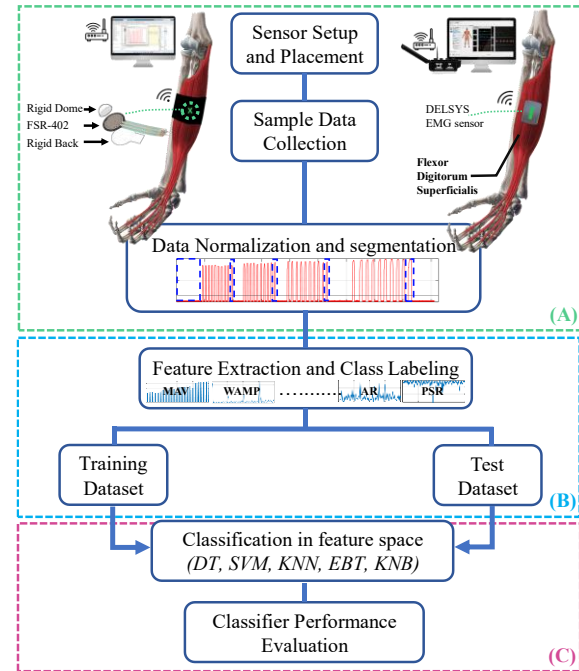 Sensor Setup
and Placement
Rigid Dome
FSR-402
Rigid Back
DELSYS
EMG sensor
Flexor
Digitorum
Superficialis
Sample Data
Collection
Data Normalization and segmentation
(A)
Feature Extraction and Class Labeling
MAV WAMP ........... AR PSR
Training
Dataset
Test
Dataset
(B)
Classification in feature space
(DT, SVM, KNN, EBT, KNB)
Classifier Performance
Evaluation
(C)